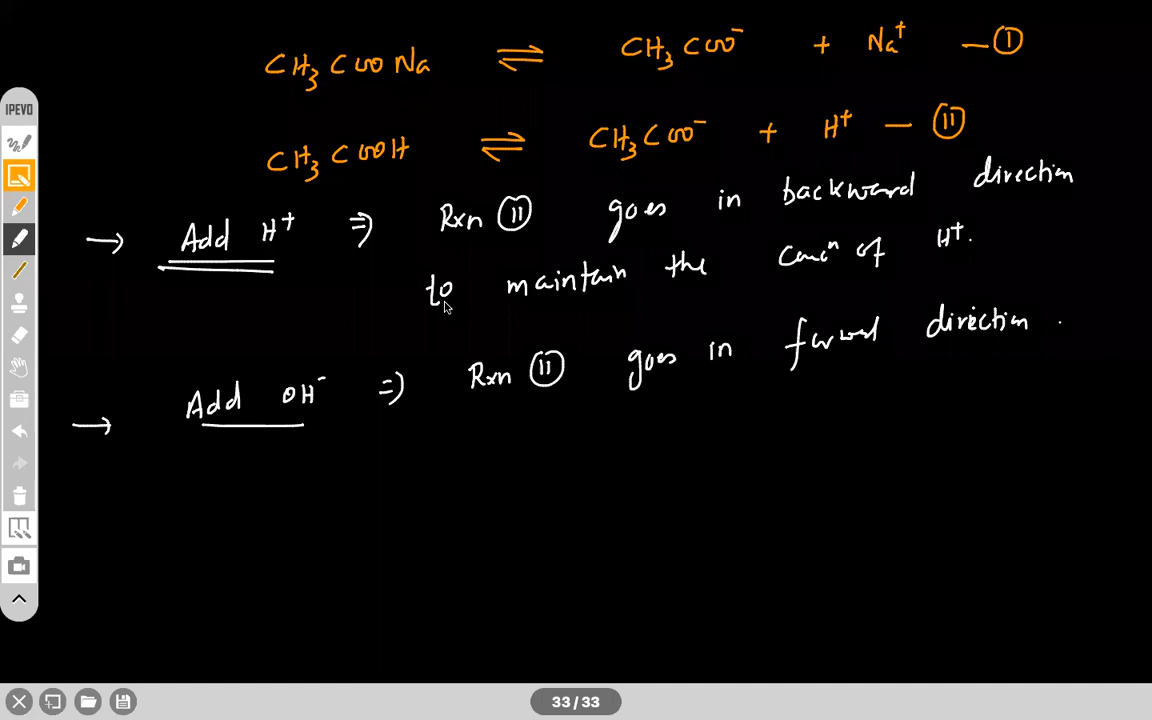 CH₃COONa ⇌ CH₃COO⁻ + Na⁺ —Ⓘ
CH₃COOH ⇌ CH₃COO⁻ + H⁺ — Ⅱ
IPEVO
→ Add H⁺ ⇒ Rxn Ⅱ goes in backward direction
to maintain the concⁿ of H⁺.
→ Add OH⁻ ⇒ Rxn Ⅱ goes in forward direction.
33/33